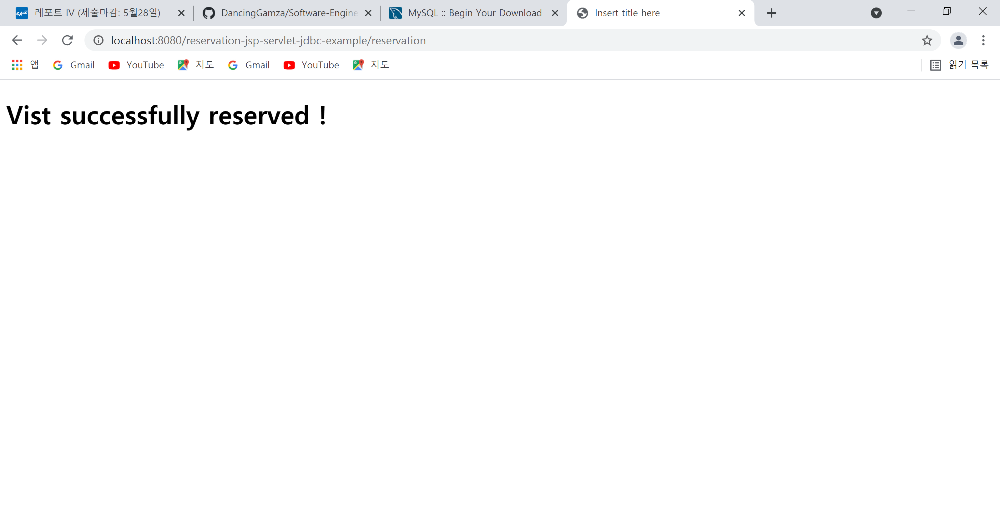 레포트 IV (제출마감: 5월28일)
DancingGamza/Software-Engine
MySQL :: Begin Your Download
Insert title here
localhost:8080/reservation-jsp-servlet-jdbc-example/reservation
앱 Gmail YouTube 지도 Gmail YouTube 지도 읽기 목록
Vist successfully reserved !